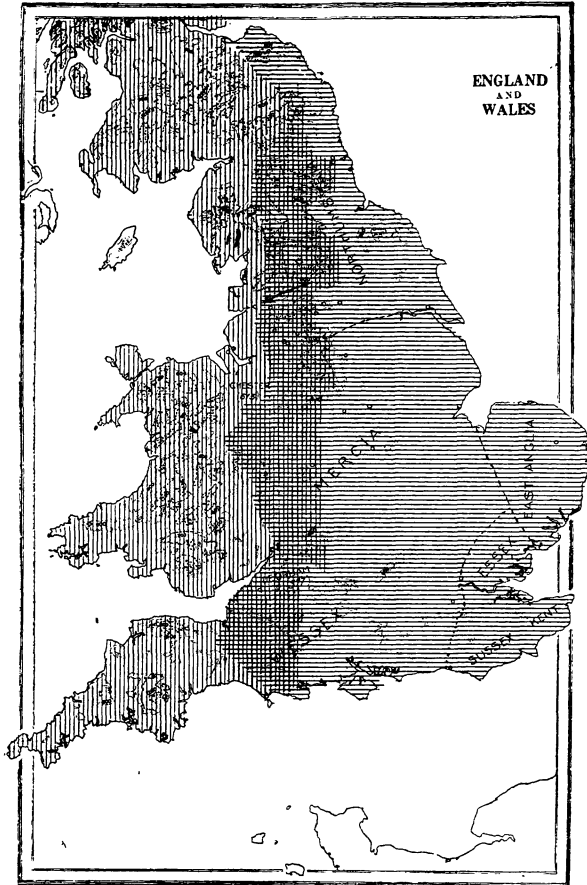 ENGLAND
AND
WALES
NORTHUMBRIA
CHESTER
MERCIA
EAST ANGLIA
ESSEX
WESSEX
SUSSEX
KENT